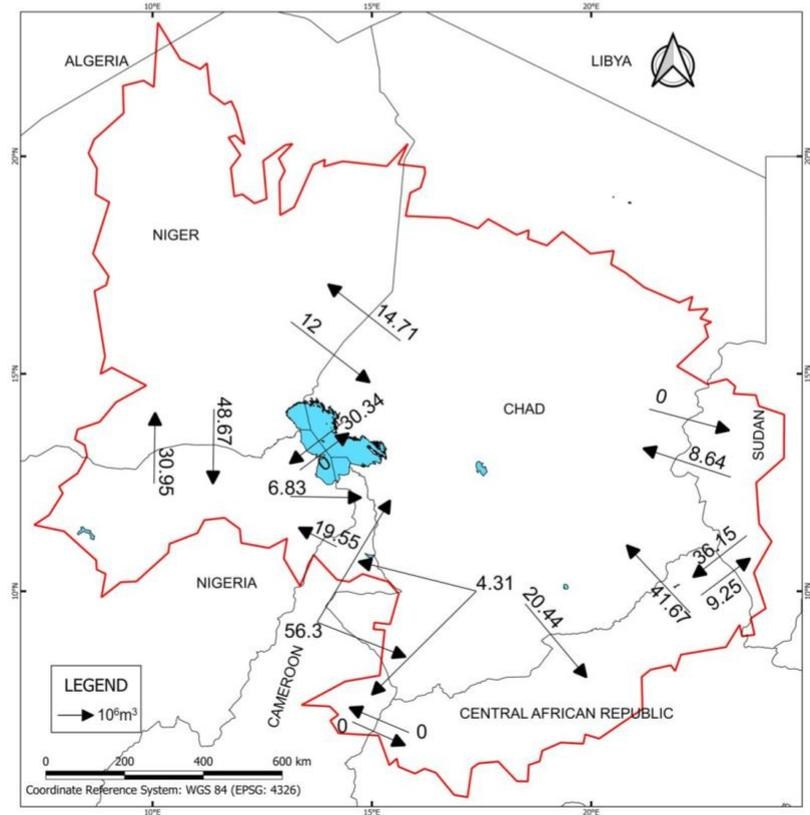 10°E 15°E 20°E
ALGERIA LIBYA
20°N 20°N
NIGER
14.71
12
15°N 15°N
0
30.34
CHAD
48.67
SUDAN
0
8.64
30.95
6.83
19.55
36.15
NIGERIA
4.31
10°N 10°N
41.67
9.25
20.44
56.3
CAMEROON
LEGEND
10⁶m³
CENTRAL AFRICAN REPUBLIC
0 0
0 200 400 600 km
Coordinate Reference System: WGS 84 (EPSG: 4326)
10°E 15°E 20°E